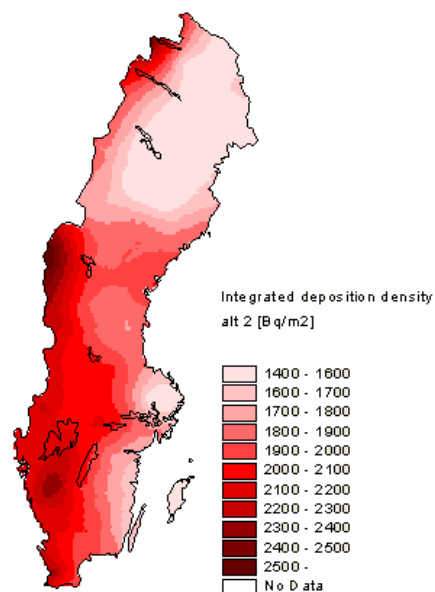 Integrated deposition density
alt 2 [Bq/m2]
1400 - 1600
1600 - 1700
1700 - 1800
1800 - 1900
1900 - 2000
2000 - 2100
2100 - 2200
2200 - 2300
2300 - 2400
2400 - 2500
2500 -
No Data